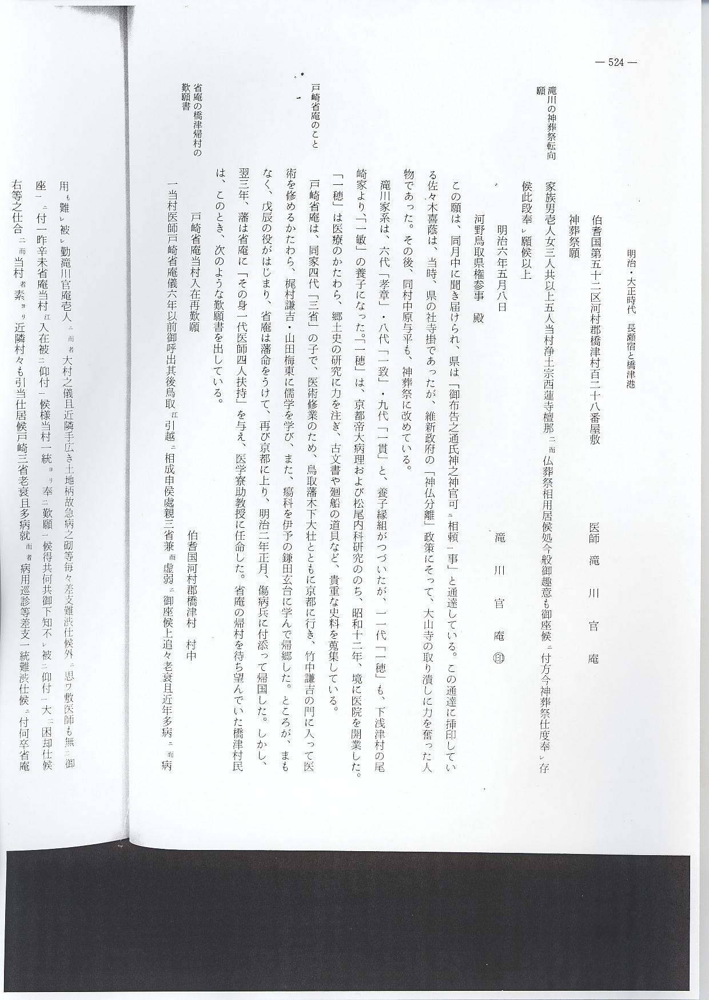 ― 524 ―
明治・大正時代　長瀬宿と橋津港
伯耆国第五十二区河村郡橋津村百二十八番屋敷
医師　滝川官庵
神葬祭願
滝川の神葬祭転向
願
家族男壱人女三人共以上五人当村浄土宗西蓮寺檀那ニ而仏葬祭相用居候処今般御趣意も御座候ニ付方今神葬祭仕度奉レ存
候此段奉レ願候以上
明治六年五月八日
滝川官庵㊞
河野鳥取県権参事　殿
この願は、同月中に聞き届けられ、県は「御布告之通氏神之神官可ニ相頼一事」と通達している。この通達に挿印してい
る佐々木喜蔭は、当時、県の社寺掛であったが、維新政府の「神仏分離」政策にそって、大山寺の取り潰しに力を奮った人
物であった。その後、同村中原与平も、神葬祭に改めている。
滝川家系は、六代「孝章」・八代「一致」・九代「一貫」と、養子縁組がつづいたが、一一代「一穂」も、下浅津村の尾
崎家より、「一敏」の養子になった。「一穂」は、京都帝大病理および松尾内科研究ののち、昭和十二年、境に医院を開業した。
「一穂」は医療のかたわら、郷土史の研究に力を注ぎ、古文書や廻船の道具など、貴重な史料を蒐集している。
戸崎省庵のこと
戸崎省庵は、同家四代「三省」の子で、医術修業のため、鳥取藩木下大壮とともに京都に行き、竹中謙吉の門に入って医
術を修めるかたわら、梶村謙吉・山田梅東に儒学を学び、また、瘍科を伊予の鎌田玄台に学んで帰郷した。ところが、まも
なく、戊辰の役がはじまり、省庵は藩命をうけて、再び京都に上り、明治二年正月、傷病兵に付添って帰国した。しかし、
翌三年、藩は省庵に「その身一代医師四人扶持」を与え、医学寮助教授に任命した。省庵の帰村を待ち望んでいた橋津村民
は、このとき、次のような歎願書を出している。
省庵の橋津帰村の
歎願書
戸崎省庵当村入在再歎願
伯耆国河村郡橋津村　村中
一当村医師戸崎省庵儀六年以前御呼出其後鳥取江引越ニ相成申侯處親三省兼而虚弱ニ御座候上追々老衰且近年多病ニ而病
用も難レ被レ勤滝川官庵壱人ニ而者大村之儀且近隣手広き土地柄故急病之砌等毎々差支難渋仕候外ニ思ワ敷医師も無ニ御
座一ニ付一昨辛未省庵当村江入在被ニ仰付一候様当村一統ヨリ奉ニ歎願一候得共何共御下知不レ被ニ仰付一大ニ困却仕候
右等之仕合ニ而当村者素ヨリ近隣村々も引当仕居候戸崎三省老衰且多病就而者病用巡診等差支一統難渋仕候ニ付何卒省庵